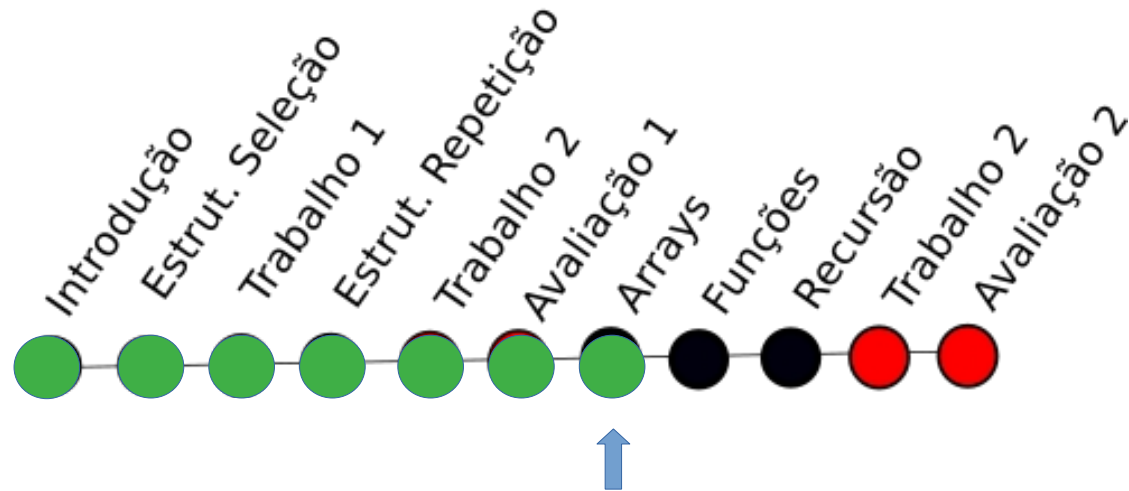 Introdução
Estrut. Seleção
Trabalho 1
Estrut. Repetição
Trabalho 2
Avaliação 1
Arrays
Funções
Recursão
Trabalho 2
Avaliação 2